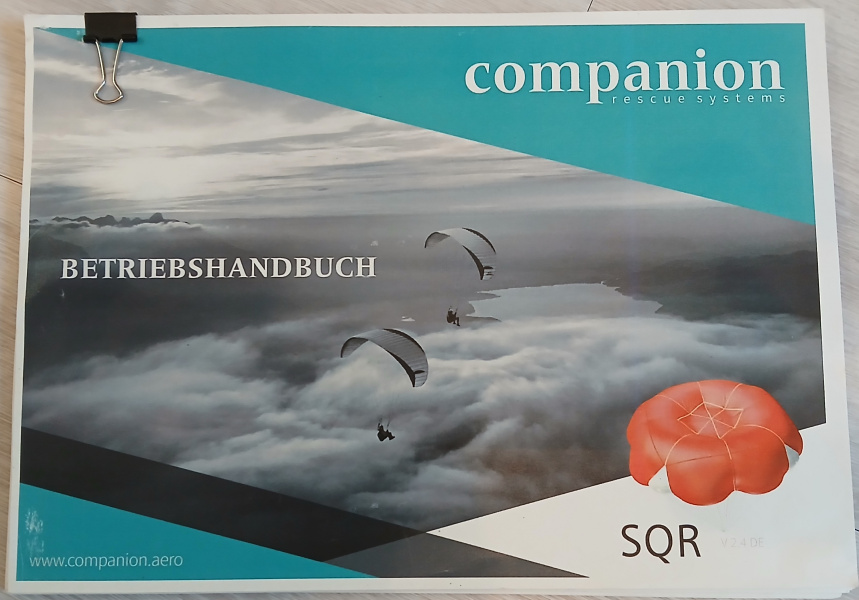 companion
rescue systems
BETRIEBSHANDBUCH
SQR V 2.4 DE
www.companion.aero